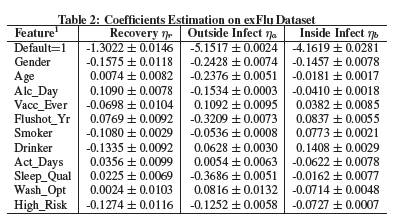 Table 2: Coefficients Estimation on exFlu Dataset
Feature¹ Recovery ηr Outside Infect ηa Inside Infect ηb
Default=1 -1.3022 ± 0.0146 -5.1517 ± 0.0024 -4.1619 ± 0.0281
Gender -0.1575 ± 0.0118 -0.2428 ± 0.0074 -0.1457 ± 0.0078
Age 0.0074 ± 0.0082 -0.2376 ± 0.0051 -0.0181 ± 0.0017
Alc_Day 0.1090 ± 0.0078 -0.1534 ± 0.0003 -0.0410 ± 0.0018
Vacc_Ever -0.0698 ± 0.0104 0.1092 ± 0.0095 0.0382 ± 0.0085
Flushot_Yr 0.0769 ± 0.0092 -0.3209 ± 0.0073 0.0837 ± 0.0055
Smoker -0.1080 ± 0.0029 -0.0536 ± 0.0008 0.0773 ± 0.0021
Drinker -0.1335 ± 0.0092 0.0628 ± 0.0030 0.1408 ± 0.0029
Act_Days 0.0356 ± 0.0099 0.0054 ± 0.0063 -0.0622 ± 0.0078
Sleep_Qual 0.0225 ± 0.0069 -0.3686 ± 0.0051 -0.0162 ± 0.0077
Wash_Opt 0.0024 ± 0.0103 0.0816 ± 0.0132 -0.0714 ± 0.0048
High_Risk -0.1274 ± 0.0116 -0.1252 ± 0.0058 -0.0727 ± 0.0007